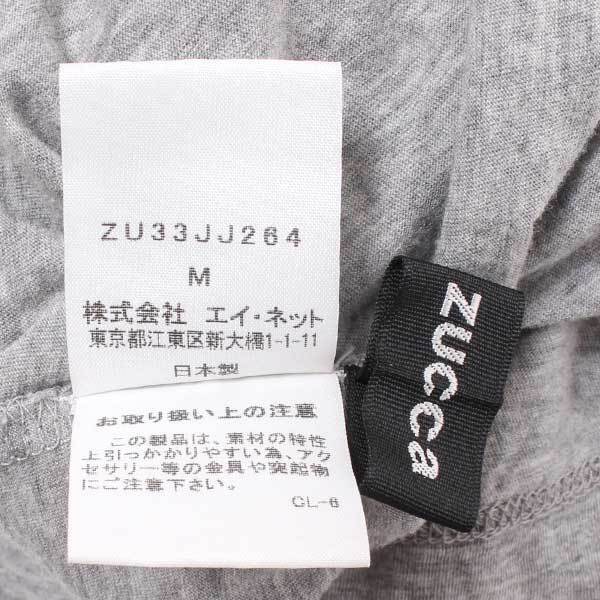 ZU33JJ264
M
株式会社 エイ・ネット
東京都江東区新大橋1-1-11
日本製
お取り扱い上の注意
この製品は、素材の特性
上引っかかりやすい為、アク
セサリー等の金具や突起物
にご注意下さい。
CL-6
ZUCCa